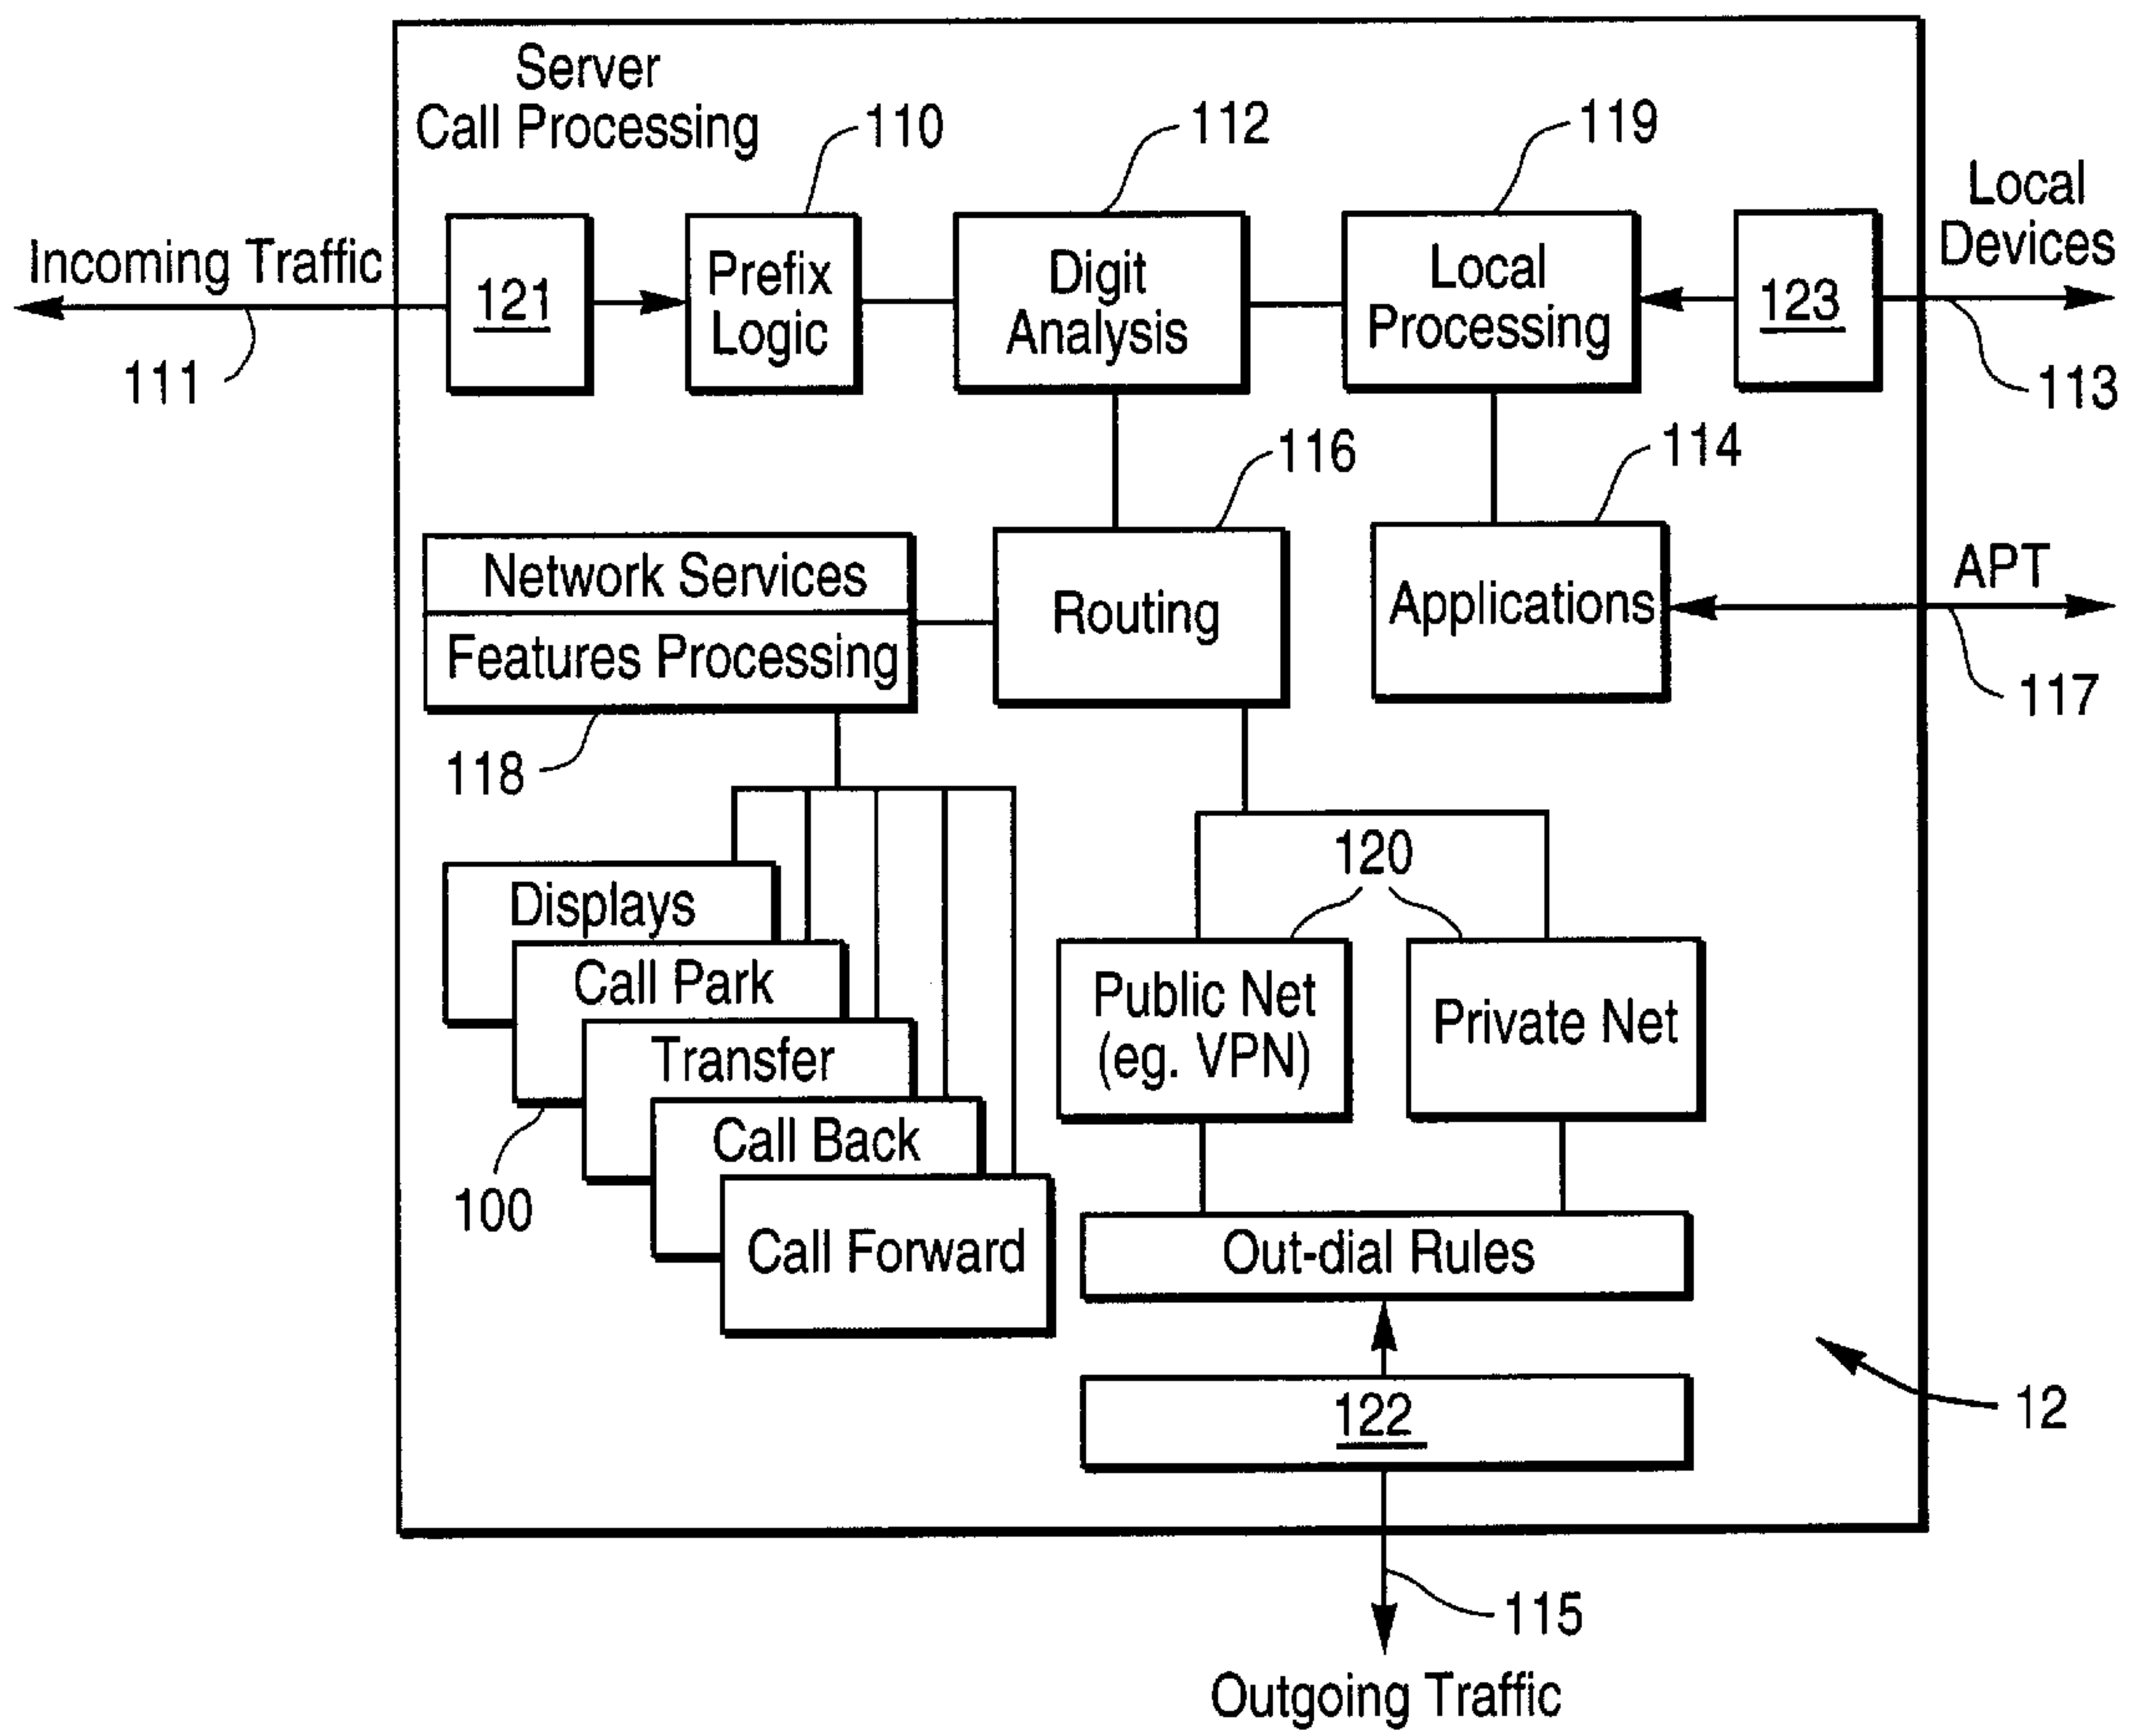 Server
Call Processing
110
112
119
Local
Devices
Incoming Traffic
121
Prefix
Logic
Digit
Analysis
Local
Processing
123
111
113
116
114
Network Services
Features Processing
Routing
Applications
APT
117
118
120
Displays
Call Park
Transfer
Call Back
Call Forward
100
Public Net
(eg. VPN)
Private Net
Out-dial Rules
122
12
115
Outgoing Traffic